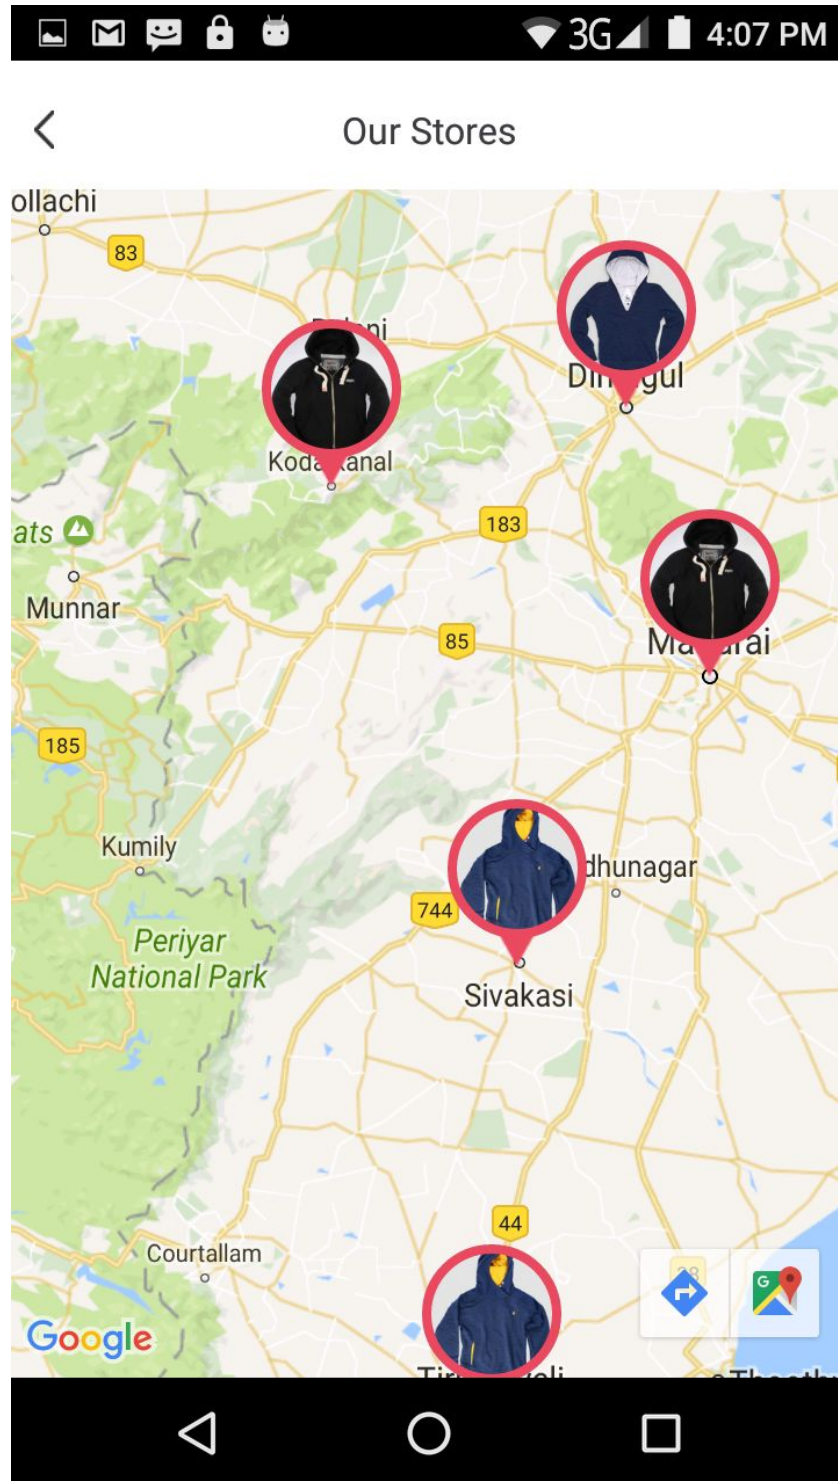 3G 4:07 PM
Our Stores
ollachi
83
Kodaikanal
183
ats
Munnar
85
185
Kumily
dhunagar
744
Periyar
National Park
Sivakasi
44
Courtallam
Google